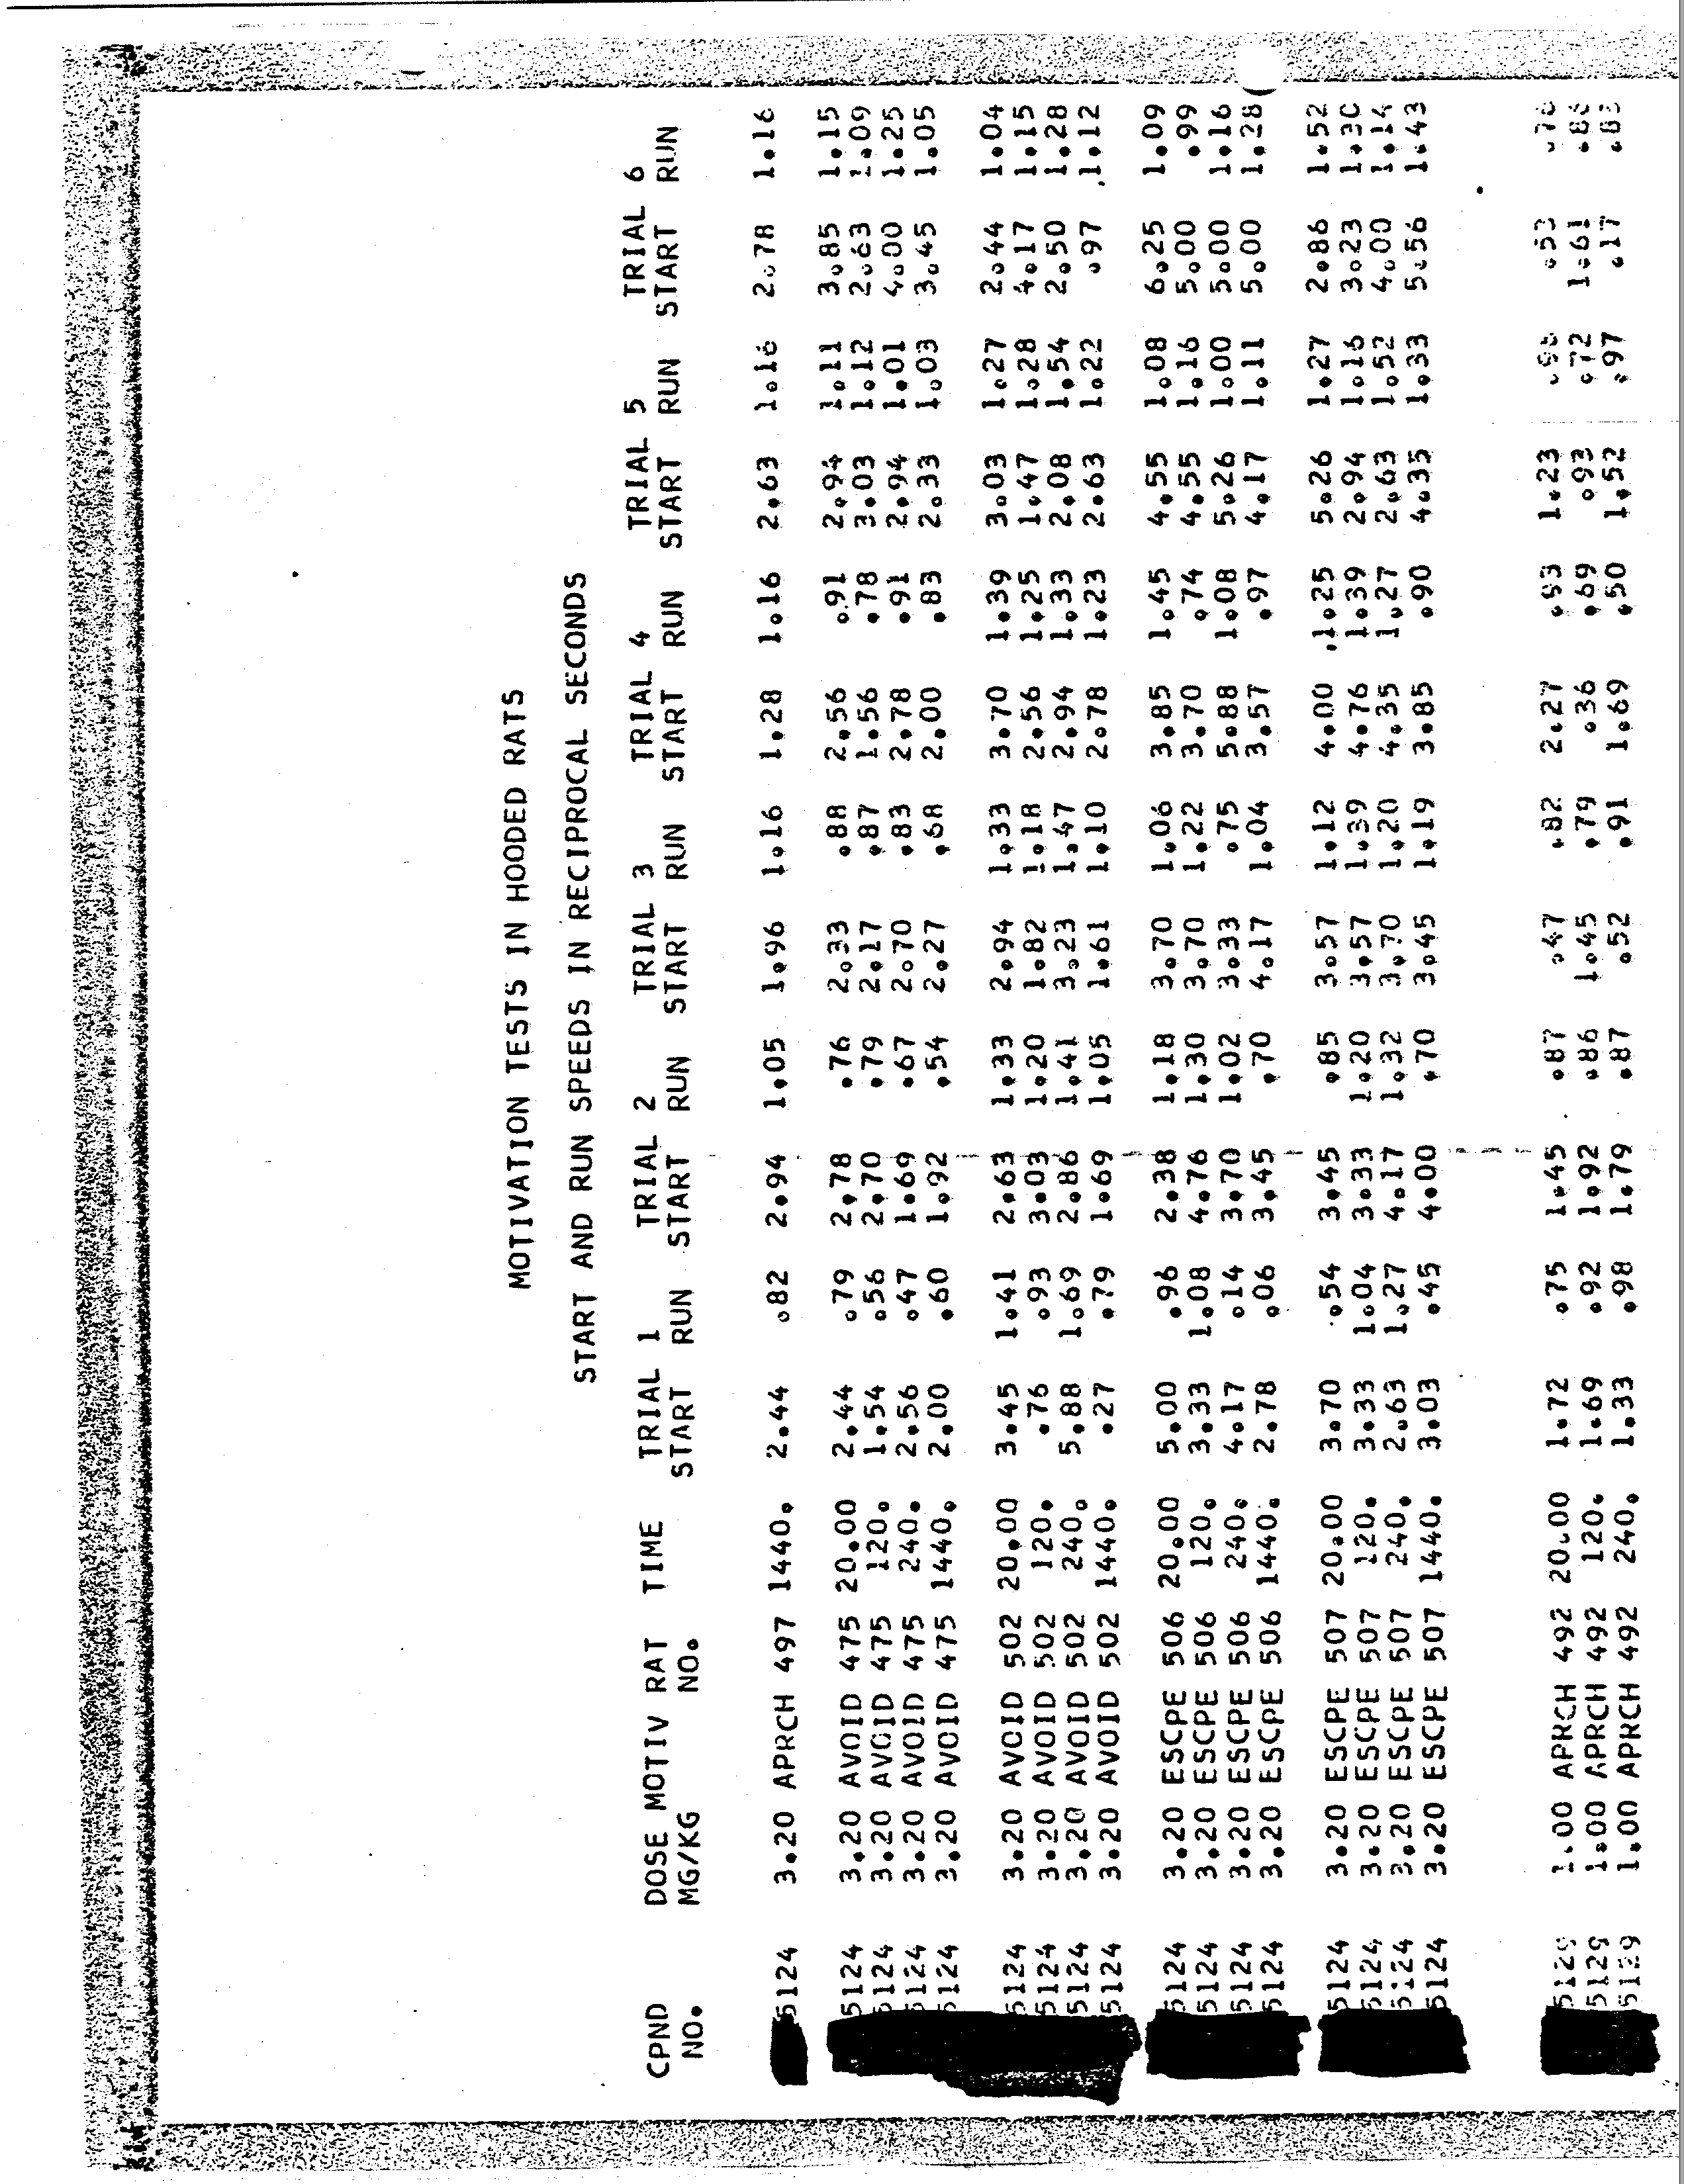 MOTIVATION TESTS IN HOODED RATS
START AND RUN SPEEDS IN RECIPROCAL SECONDS
CPND DOSE MOTIV RAT TIME TRIAL 1 TRIAL 2 TRIAL 3 TRIAL 4 TRIAL 5 TRIAL 6
NO. MG/KG NO. START RUN START RUN START RUN START RUN START RUN START RUN
5124 3.20 APRCH 497 1440. 2.44 .82 2.94 1.05 1.96 1.16 1.28 1.16 2.63 1.16 2.78 1.16
5124 3.20 AVOID 475 20.00 2.44 .79 2.78 .76 2.33 .88 2.56 .91 2.94 1.11 3.85 1.15
5124 3.20 AVOID 475 120. 1.54 .56 2.70 .79 2.17 .87 1.56 .78 3.03 1.12 2.63 1.09
5124 3.20 AVOID 475 240. 2.56 .47 1.69 .67 2.70 .83 2.78 .91 2.94 1.01 4.00 1.25
5124 3.20 AVOID 475 1440. 2.00 .60 1.92 .54 2.27 .68 2.00 .83 2.33 1.03 3.45 1.05
5124 3.20 AVOID 502 20.00 3.45 1.41 2.63 1.33 2.94 1.33 3.70 1.39 3.03 1.27 2.44 1.04
5124 3.20 AVOID 502 120. .76 .93 3.03 1.20 1.82 1.18 2.56 1.25 1.47 1.28 4.17 1.15
5124 3.20 AVOID 502 240. 5.88 1.69 2.86 1.41 3.23 1.47 2.94 1.33 2.08 1.54 2.50 1.28
5124 3.20 AVOID 502 1440. .27 .79 1.69 1.05 1.61 1.10 2.78 1.23 2.63 1.22 .97 1.12
5124 3.20 ESCPE 506 20.00 5.00 .96 2.38 1.18 3.70 1.06 3.85 1.45 4.55 1.08 6.25 1.09
5124 3.20 ESCPE 506 120. 3.33 1.08 4.76 1.30 3.70 1.22 3.70 .74 4.55 1.16 5.00 .99
5124 3.20 ESCPE 506 240. 4.17 .14 3.70 1.02 3.33 .75 5.88 1.08 5.26 1.00 5.00 1.16
5124 3.20 ESCPE 506 1440. 2.78 .06 3.45 .70 4.17 1.04 3.57 .97 4.17 1.11 5.00 1.28
5124 3.20 ESCPE 507 20.00 3.70 .54 3.45 .85 3.57 1.12 4.00 1.25 5.26 1.27 2.86 1.52
5124 3.20 ESCPE 507 120. 3.33 1.04 3.33 1.20 3.57 1.39 4.76 1.39 2.94 1.16 3.23 1.30
5124 3.20 ESCPE 507 240. 2.63 1.27 4.17 1.32 3.70 1.20 4.35 1.27 2.63 1.52 4.00 1.14
5124 3.20 ESCPE 507 1440. 3.03 .45 4.00 .70 3.45 1.19 3.85 .90 4.35 1.33 5.56 1.43
5129 1.00 APRCH 492 20.00 1.72 .75 1.45 .87 .47 .82 2.27 .53 1.23 .53
5129 1.00 APRCH 492 120. 1.69 .92 1.92 .86 1.45 .79 .36 .69 .93 .72 1.61
5129 1.00 APRCH 492 240. 1.33 .98 1.79 .87 .52 .91 1.69 .50 1.52 .97 .17